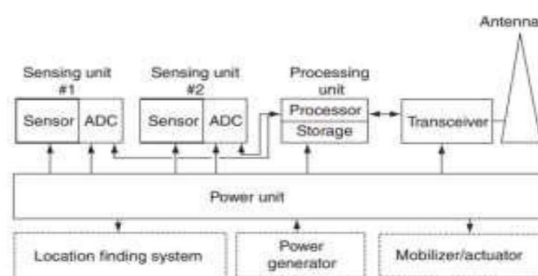 Antenna
Sensing unit
#1
Sensing unit
#2
Processing
unit
Sensor
ADC
Sensor
ADC
Processor
Storage
Transceiver
Power unit
Location finding system
Power
generator
Mobilizer/actuator